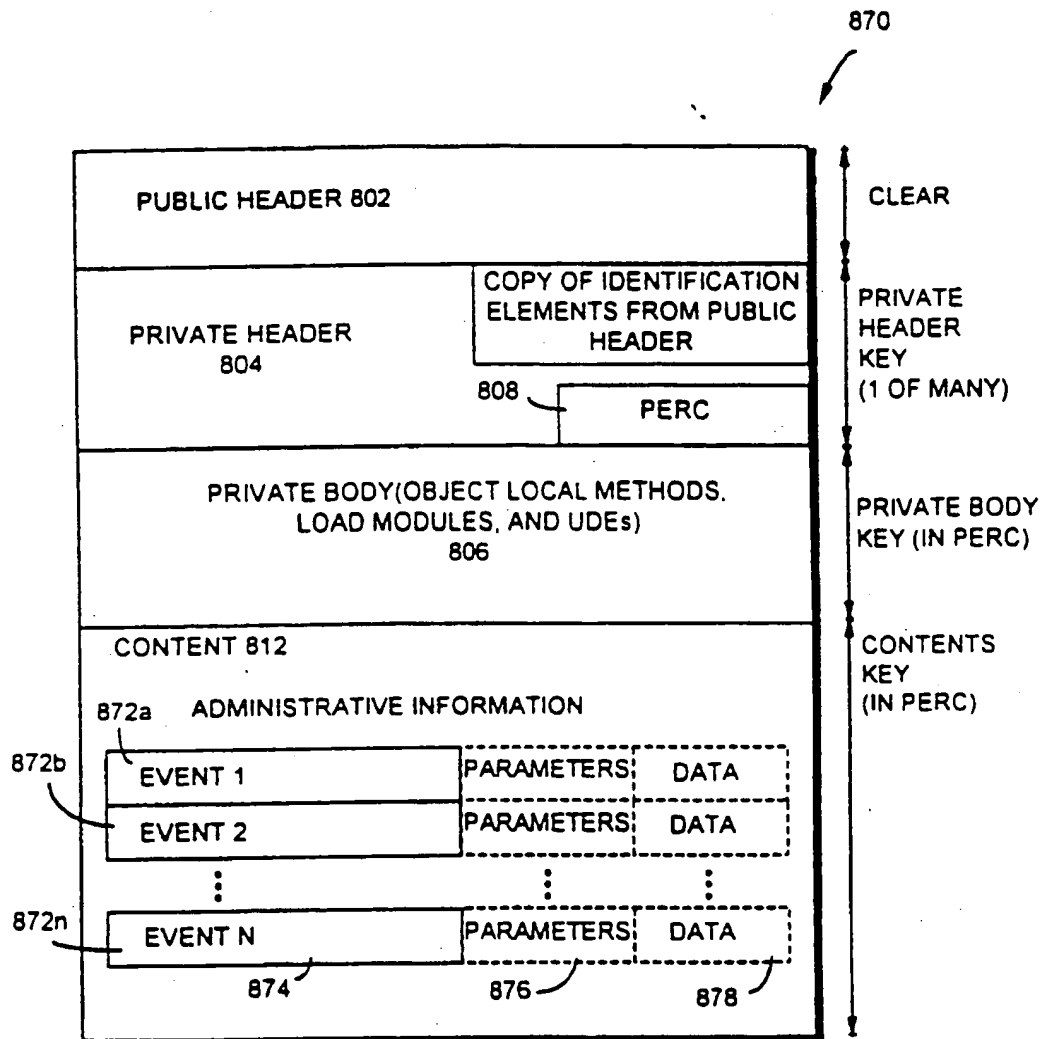 870
PUBLIC HEADER 802
CLEAR
PRIVATE HEADER
804
COPY OF IDENTIFICATION
ELEMENTS FROM PUBLIC
HEADER
808
PERC
PRIVATE
HEADER
KEY
(1 OF MANY)
PRIVATE BODY(OBJECT LOCAL METHODS,
LOAD MODULES, AND UDEs)
806
PRIVATE BODY
KEY (IN PERC)
CONTENT 812
CONTENTS
KEY
(IN PERC)
ADMINISTRATIVE INFORMATION
872a
872b
EVENT 1 PARAMETERS DATA
EVENT 2 PARAMETERS DATA
872n
EVENT N PARAMETERS DATA
874 876 878